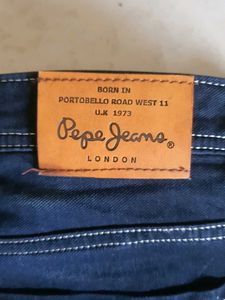 BORN IN
PORTOBELLO ROAD WEST 11
U.K 1973
Pepe Jeans®
LONDON